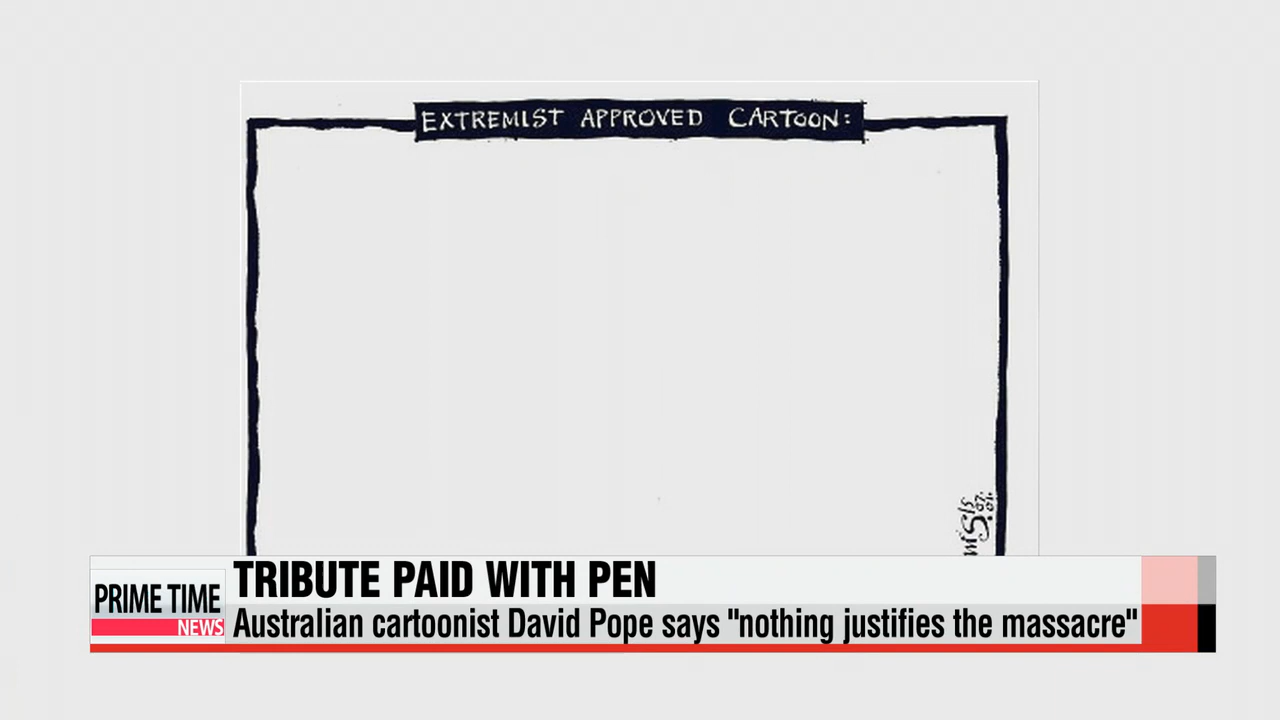 EXTREMIST APPROVED CARTOON:
TRIBUTE PAID WITH PEN
PRIME TIME
NEWS
Australian cartoonist David Pope says "nothing justifies the massacre"